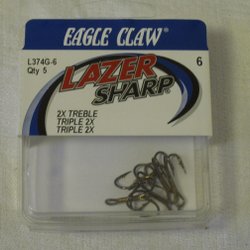 EAGLE CLAW
L374G-6
Qty 5
6
LAZER
SHARP
2X TREBLE
TRIPLE 2X
TRIPLE 2X